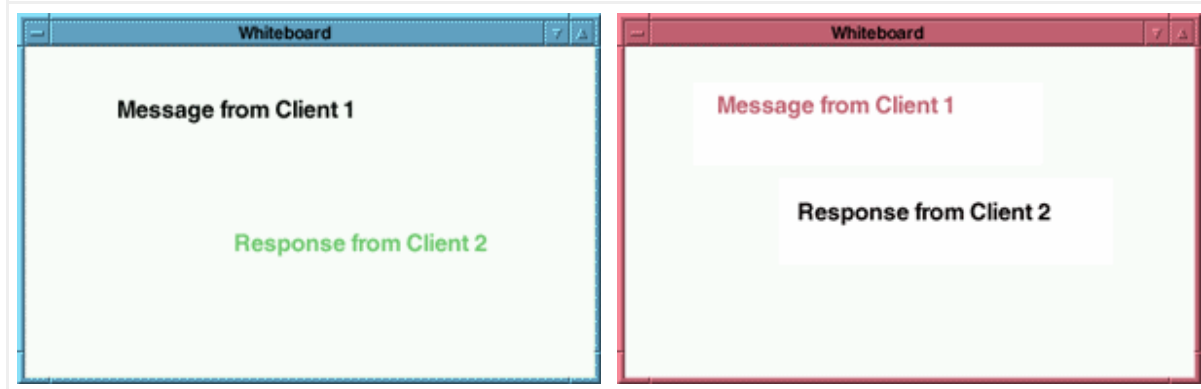 Whiteboard
Message from Client 1
Response from Client 2
Whiteboard
Message from Client 1
Response from Client 2